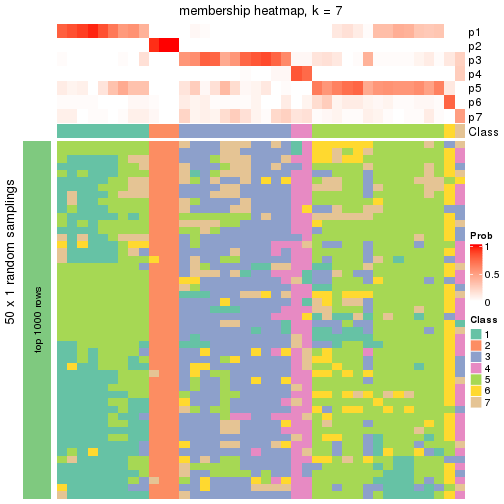 membership heatmap, k = 7
p1
p2
p3
p4
p5
p6
p7
Class
50 x 1 random samplings
top 1000 rows
Prob
1
0.5
0
Class
1
2
3
4
5
6
7